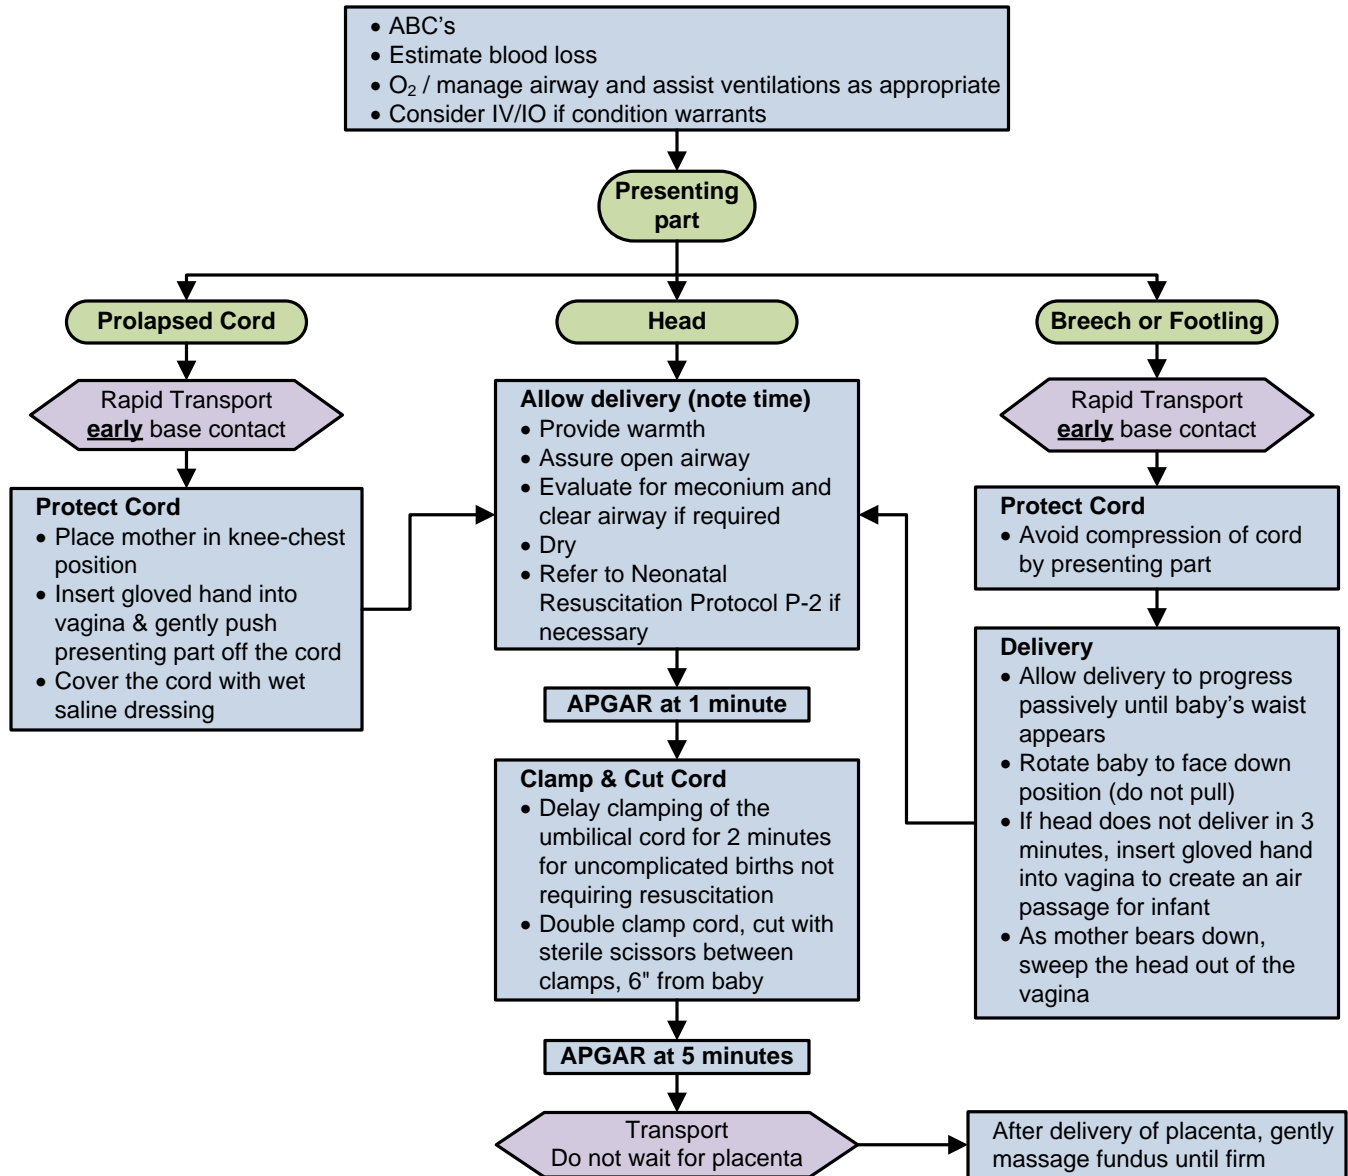 • ABC's
• Estimate blood loss
• O₂ / manage airway and assist ventilations as appropriate
• Consider IV/IO if condition warrants
Presenting
part
Prolapsed Cord
Head
Breech or Footling
Rapid Transport
early base contact
Protect Cord
• Place mother in knee-chest
position
• Insert gloved hand into
vagina & gently push
presenting part off the cord
• Cover the cord with wet
saline dressing
Allow delivery (note time)
• Provide warmth
• Assure open airway
• Evaluate for meconium and
clear airway if required
• Dry
• Refer to Neonatal
Resuscitation Protocol P-2 if
necessary
APGAR at 1 minute
Clamp & Cut Cord
• Delay clamping of the
umbilical cord for 2 minutes
for uncomplicated births not
requiring resuscitation
• Double clamp cord, cut with
sterile scissors between
clamps, 6" from baby
APGAR at 5 minutes
Transport
Do not wait for placenta
Rapid Transport
early base contact
Protect Cord
• Avoid compression of cord
by presenting part
Delivery
• Allow delivery to progress
passively until baby's waist
appears
• Rotate baby to face down
position (do not pull)
• If head does not deliver in 3
minutes, insert gloved hand
into vagina to create an air
passage for infant
• As mother bears down,
sweep the head out of the
vagina
After delivery of placenta, gently
massage fundus until firm